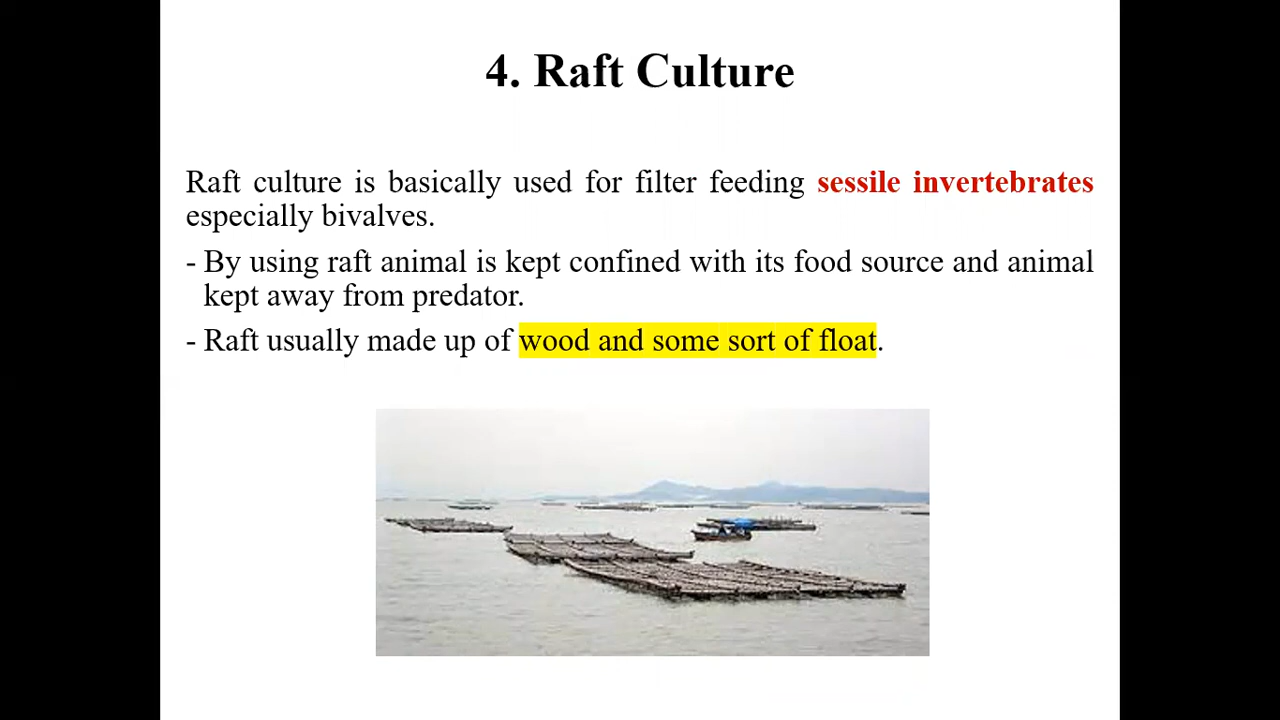 4. Raft Culture
Raft culture is basically used for filter feeding sessile invertebrates
especially bivalves.
- By using raft animal is kept confined with its food source and animal
kept away from predator.
- Raft usually made up of wood and some sort of float.